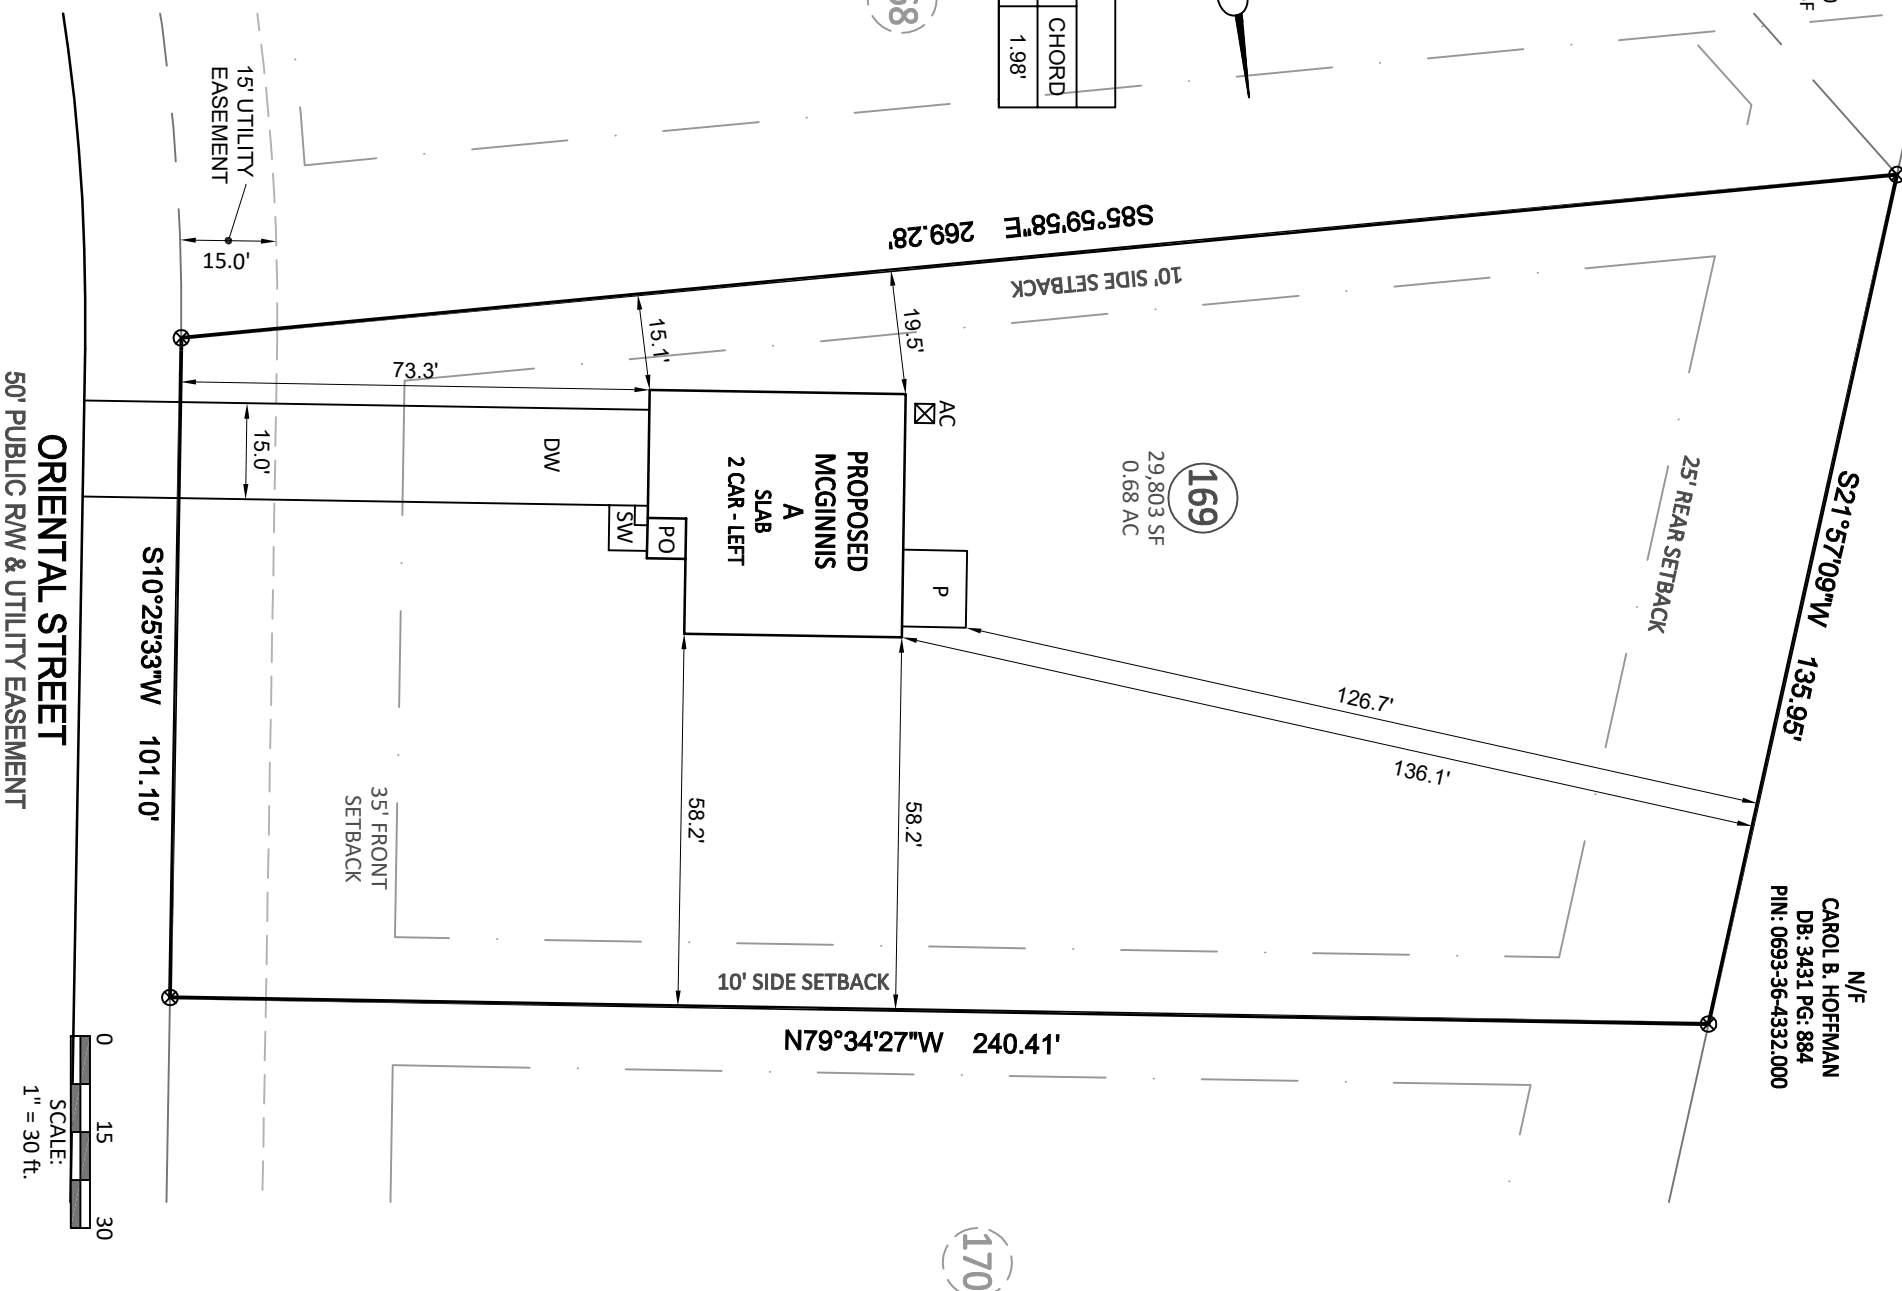 68
CHORD
1.98'
15' UTILITY
EASEMENT
15.0'
S85°59'58"E 269.28'
10' SIDE SETBACK
19.5'
15.1'
73.3'
15.0'
DW
SW
PO
P
AC
PROPOSED
MCGINNIS
A
SLAB
2 CAR - LEFT
169
29,803 SF
0.68 AC
25' REAR SETBACK
S21°57'09"W 135.95'
126.7'
136.1'
58.2'
58.2'
35' FRONT
SETBACK
10' SIDE SETBACK
N79°34'27"W 240.41'
S10°25'33"W 101.10'
ORIENTAL STREET
50' PUBLIC R/W & UTILITY EASEMENT
N/F
CAROL B. HOFFMAN
DB: 3431 PG: 884
PIN: 0693-36-4332.000
0 15 30
SCALE:
1" = 30 ft.
170